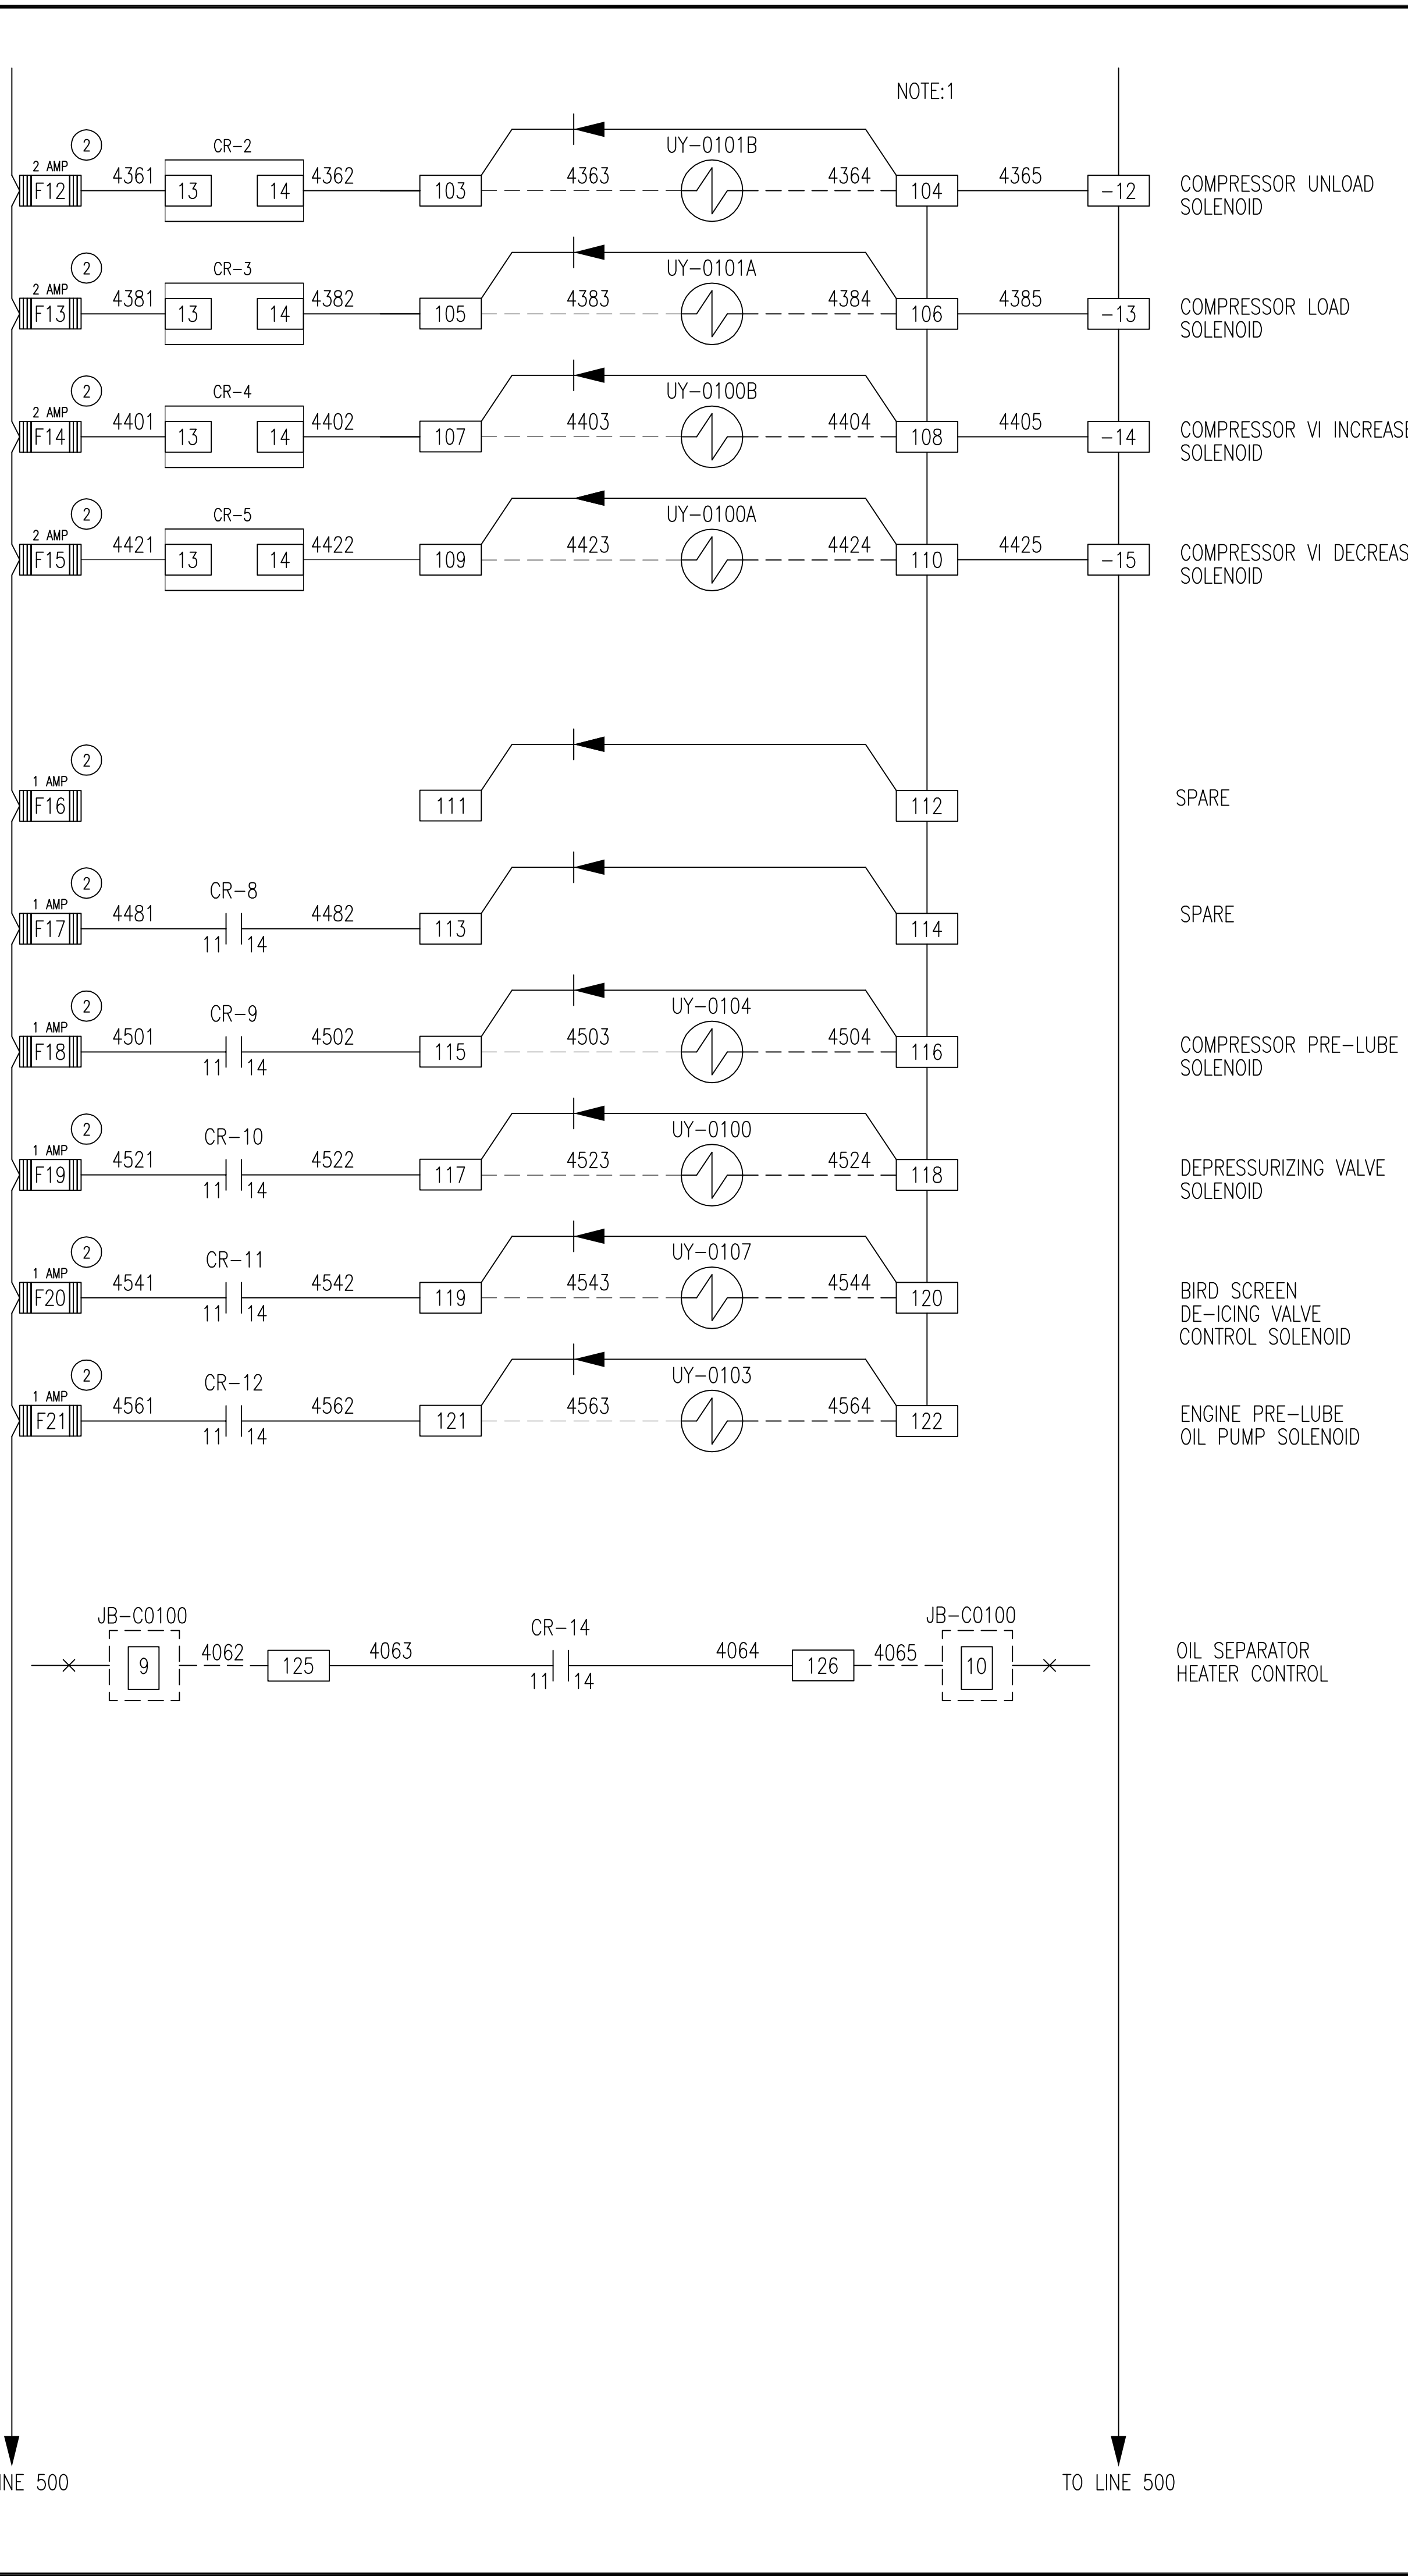 NOTE:1
2
2 AMP
F12
4361
CR-2
13
14
4362
103
4363
UY-0101B
4364
104
4365
-12
COMPRESSOR UNLOAD
SOLENOID
2
2 AMP
F13
4381
CR-3
13
14
4382
105
4383
UY-0101A
4384
106
4385
-13
COMPRESSOR LOAD
SOLENOID
2
2 AMP
F14
4401
CR-4
13
14
4402
107
4403
UY-0100B
4404
108
4405
-14
COMPRESSOR VI INCREASE
SOLENOID
2
2 AMP
F15
4421
CR-5
13
14
4422
109
4423
UY-0100A
4424
110
4425
-15
COMPRESSOR VI DECREAS
SOLENOID
2
1 AMP
F16
111
112
SPARE
2
1 AMP
F17
4481
CR-8
11
14
4482
113
114
SPARE
2
1 AMP
F18
4501
CR-9
11
14
4502
115
4503
UY-0104
4504
116
COMPRESSOR PRE-LUBE
SOLENOID
2
1 AMP
F19
4521
CR-10
11
14
4522
117
4523
UY-0100
4524
118
DEPRESSURIZING VALVE
SOLENOID
2
1 AMP
F20
4541
CR-11
11
14
4542
119
4543
UY-0107
4544
120
BIRD SCREEN
DE-ICING VALVE
CONTROL SOLENOID
2
1 AMP
F21
4561
CR-12
11
14
4562
121
4563
UY-0103
4564
122
ENGINE PRE-LUBE
OIL PUMP SOLENOID
JB-C0100
9
4062
125
4063
CR-14
11
14
4064
126
4065
JB-C0100
10
OIL SEPARATOR
HEATER CONTROL
INE 500
TO LINE 500